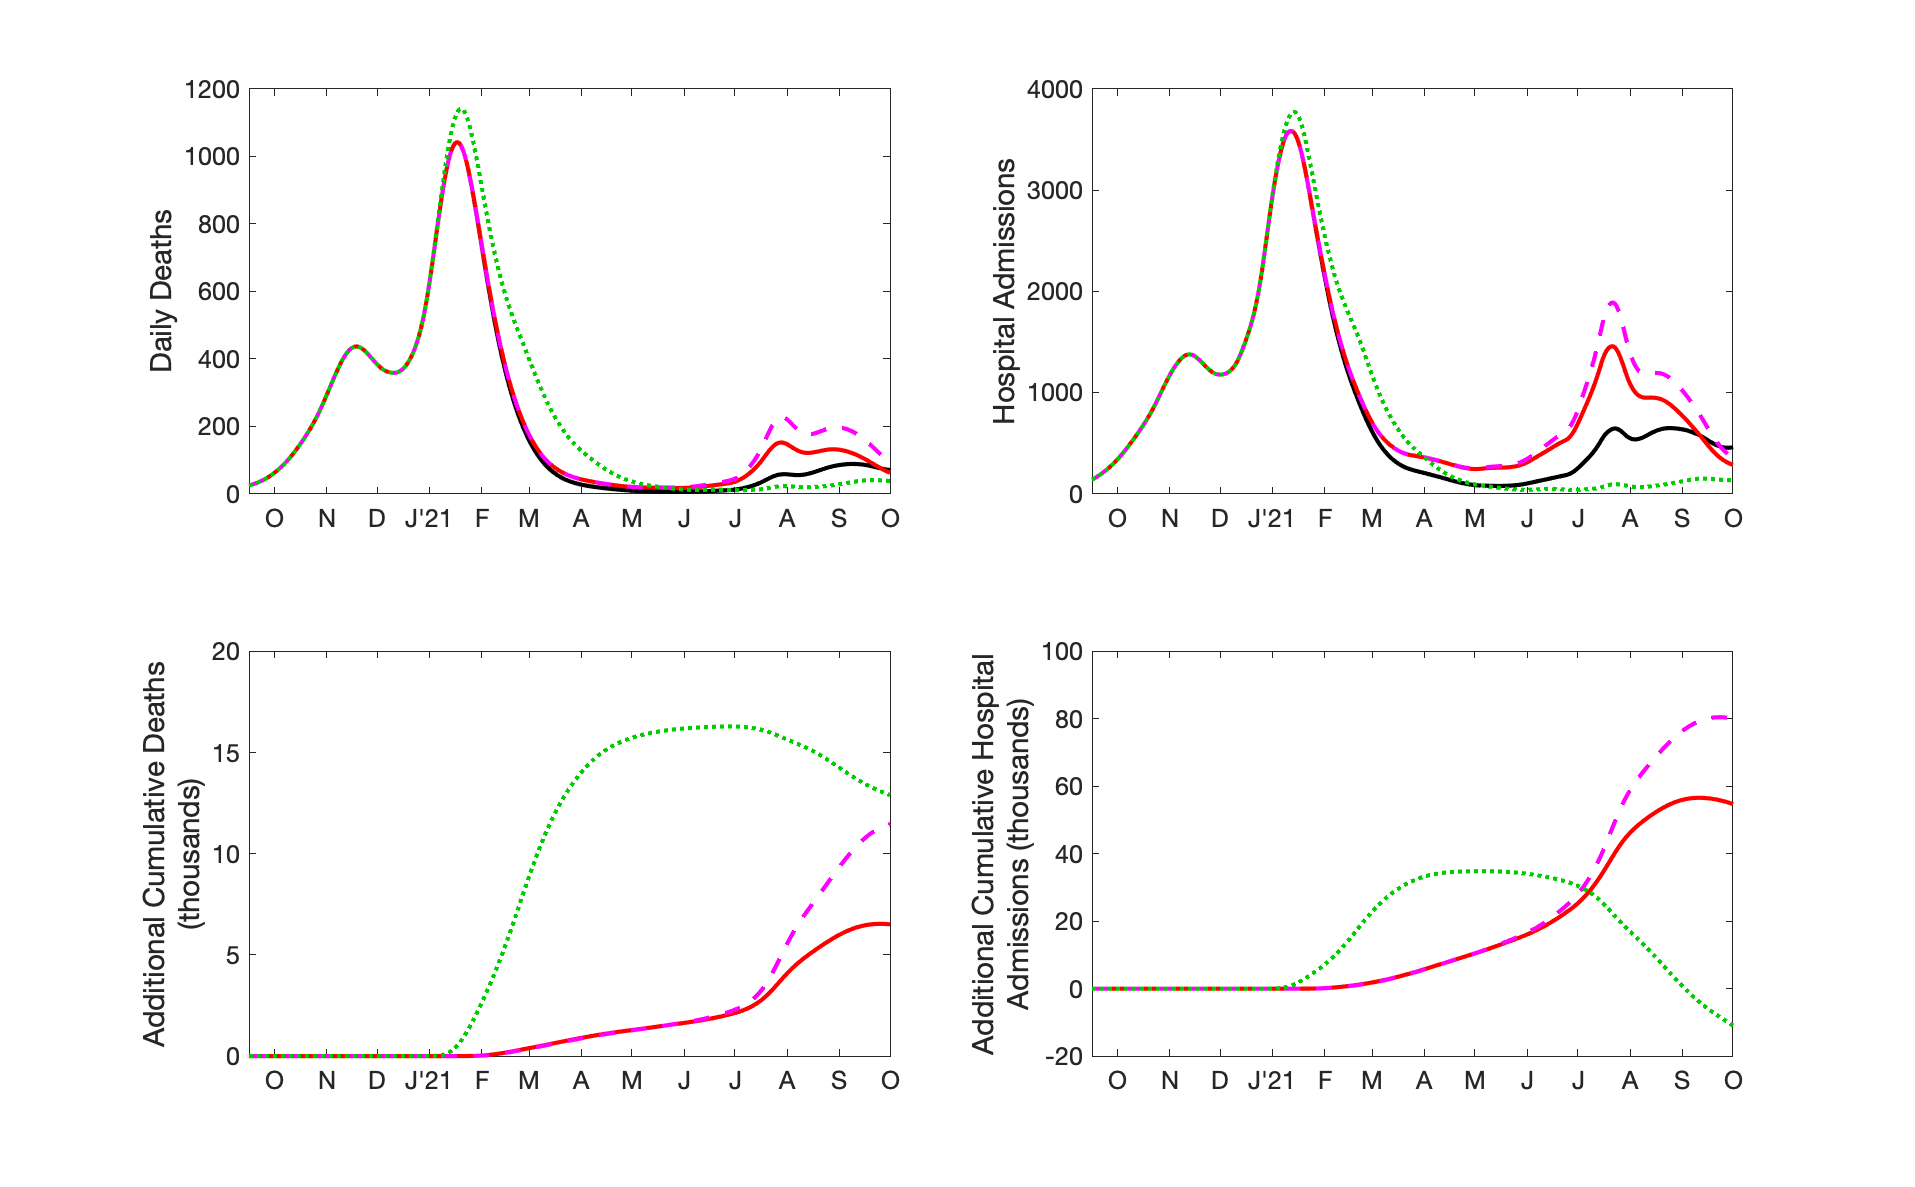 Daily Deaths
1200
1000
800
600
400
200
0
O N D J'21 F M A M J J A S O
Hospital Admissions
4000
3000
2000
1000
0
O N D J'21 F M A M J J A S O
Additional Cumulative Deaths
(thousands)
20
15
10
5
0
O N D J'21 F M A M J J A S O
Additional Cumulative Hospital
Admissions (thousands)
100
80
60
40
20
0
-20
O N D J'21 F M A M J J A S O